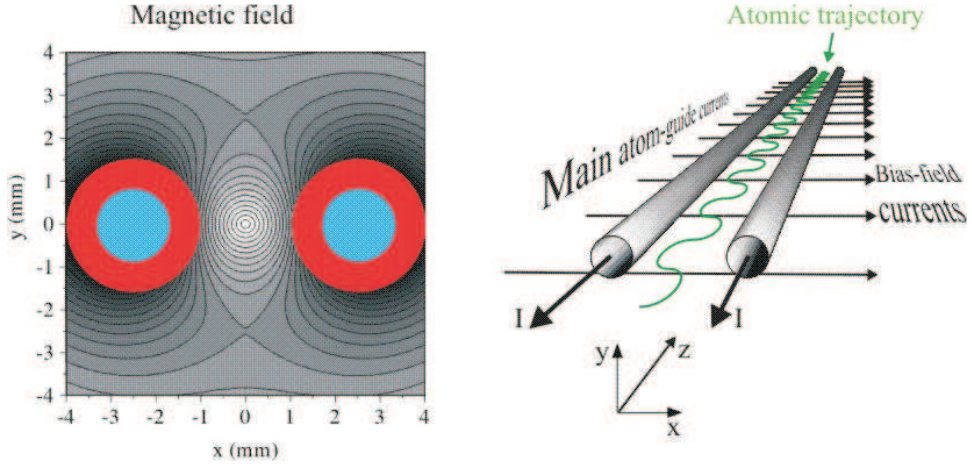 Magnetic field
4
3
2
1
0
-1
-2
-3
-4
y (mm)
-4 -3 -2 -1 0 1 2 3 4
x (mm)
Atomic trajectory
Main atom-guide currents
Bias-field
currents
I
I
y
z
x